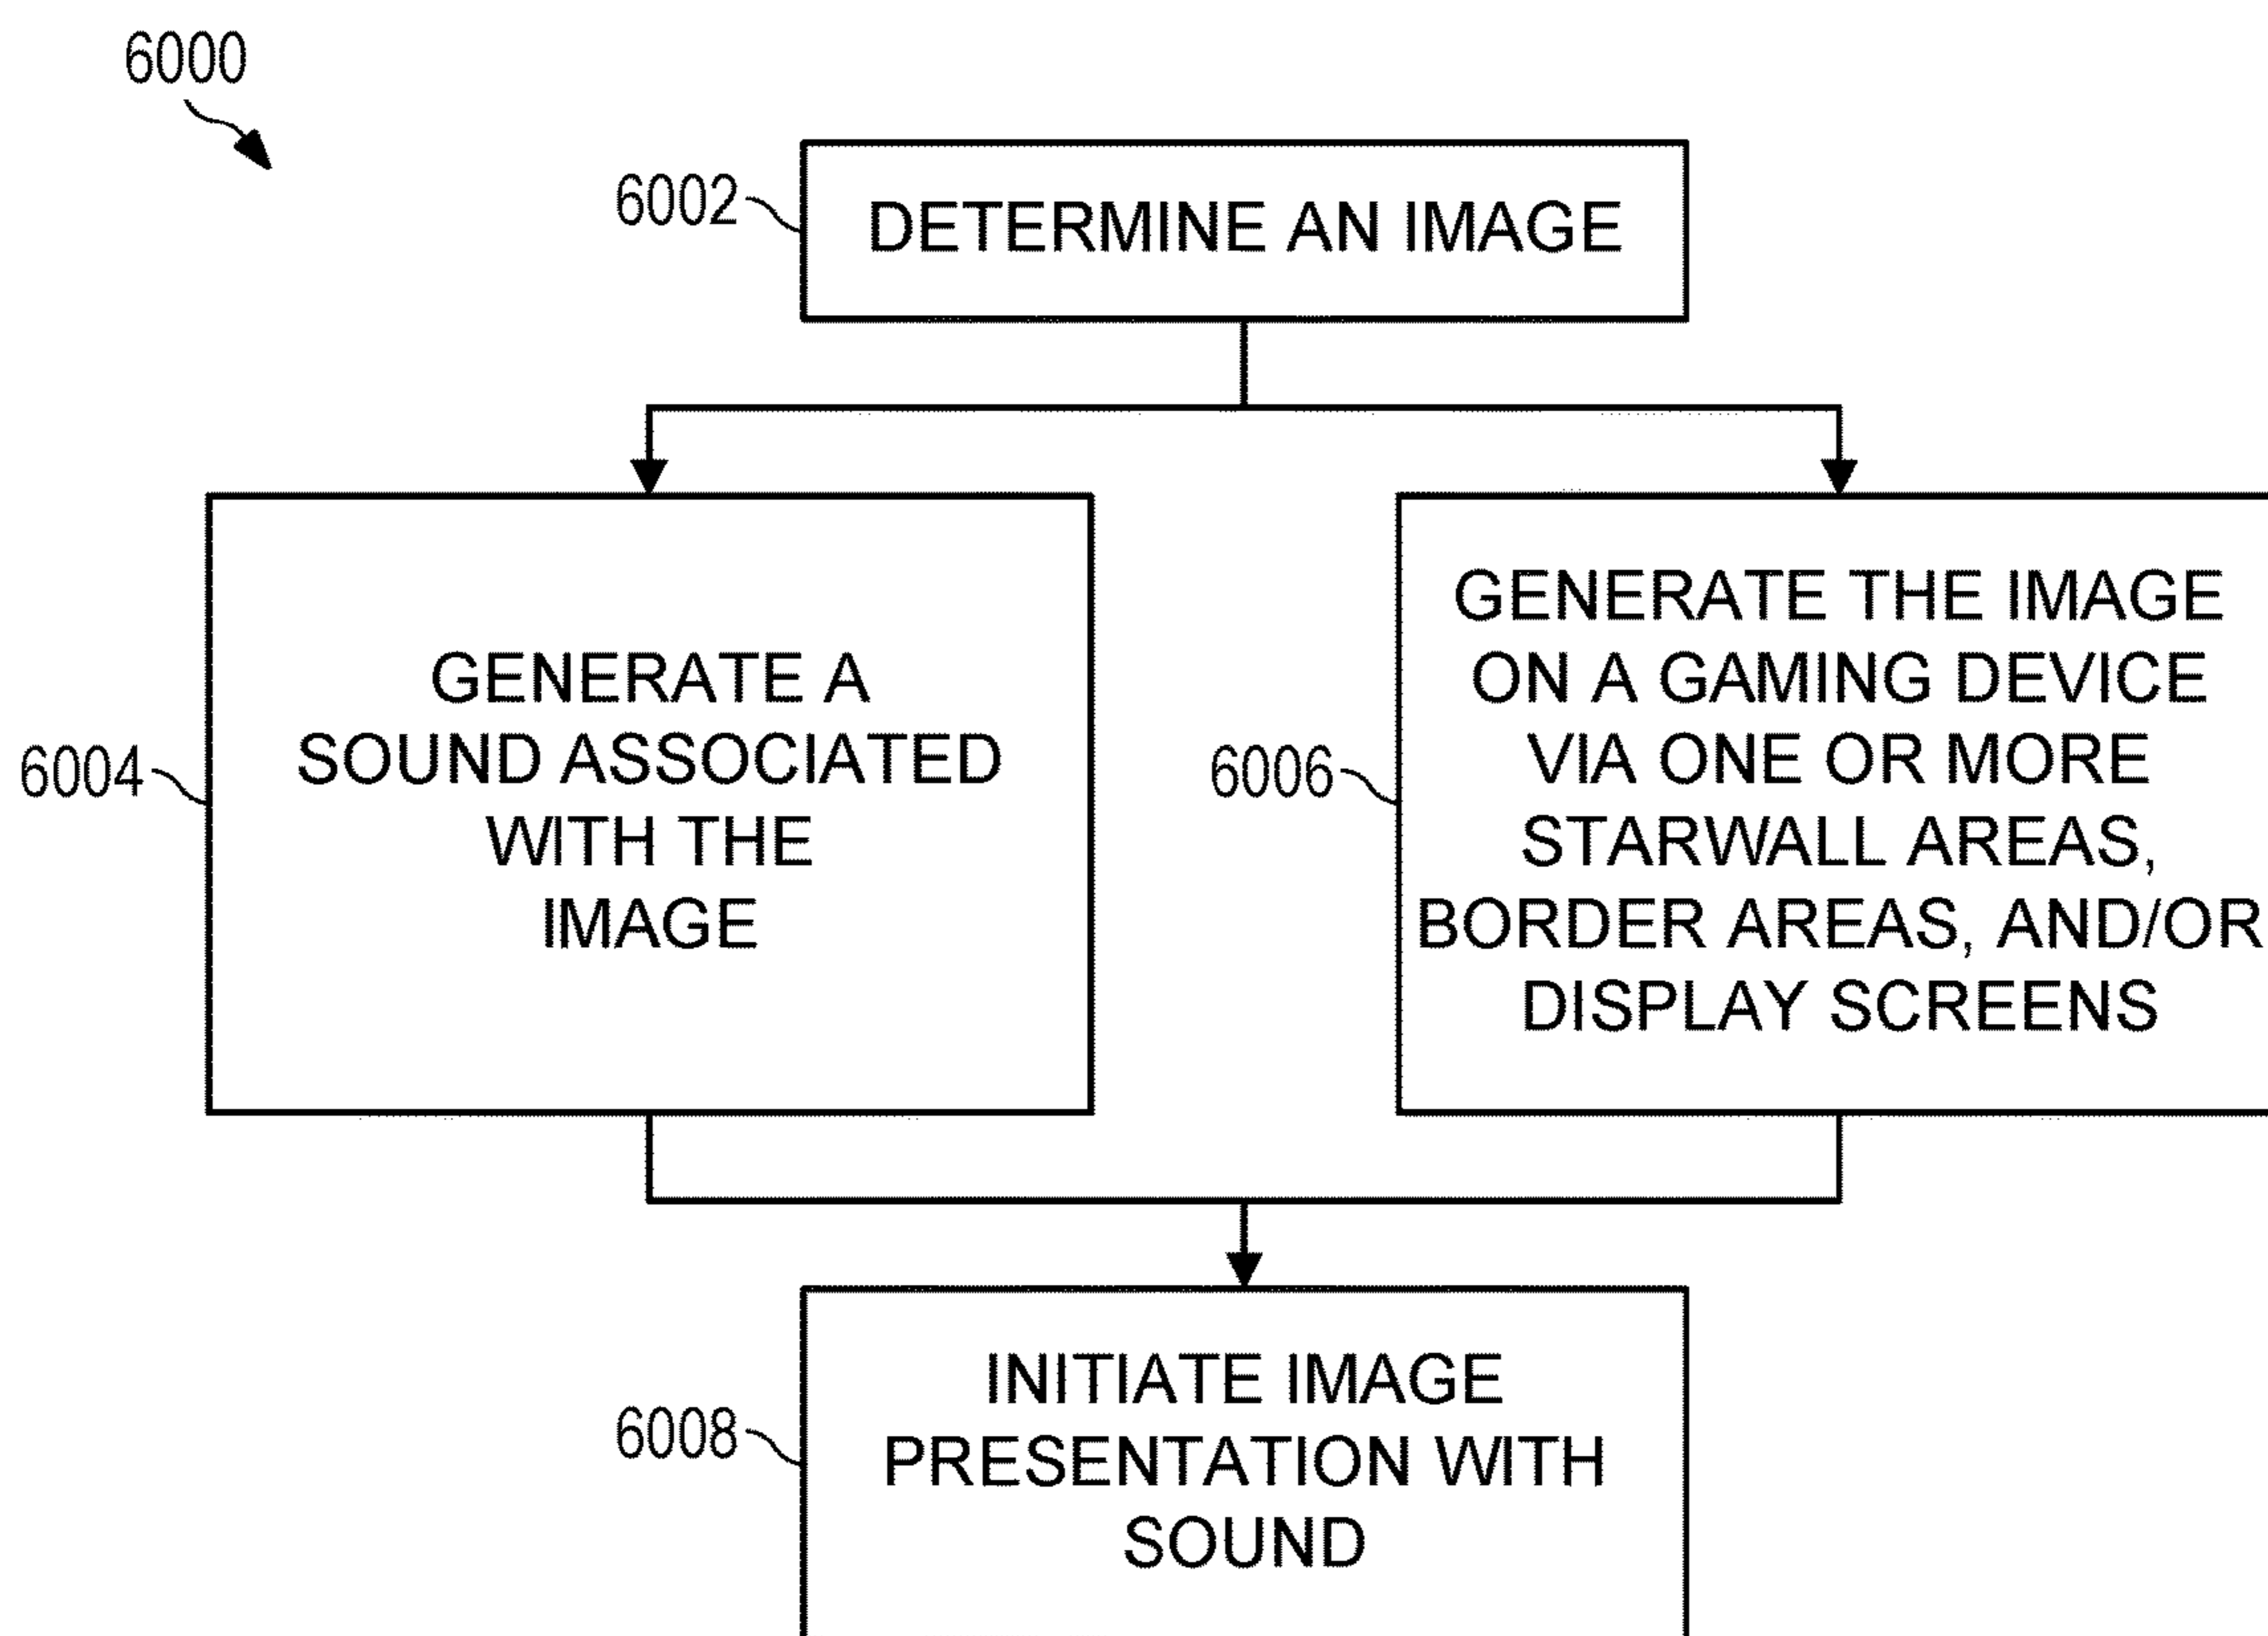 6000
6002
DETERMINE AN IMAGE
6004
GENERATE A
SOUND ASSOCIATED
WITH THE
IMAGE
6006
GENERATE THE IMAGE
ON A GAMING DEVICE
VIA ONE OR MORE
STARWALL AREAS,
BORDER AREAS, AND/OR
DISPLAY SCREENS
6008
INITIATE IMAGE
PRESENTATION WITH
SOUND